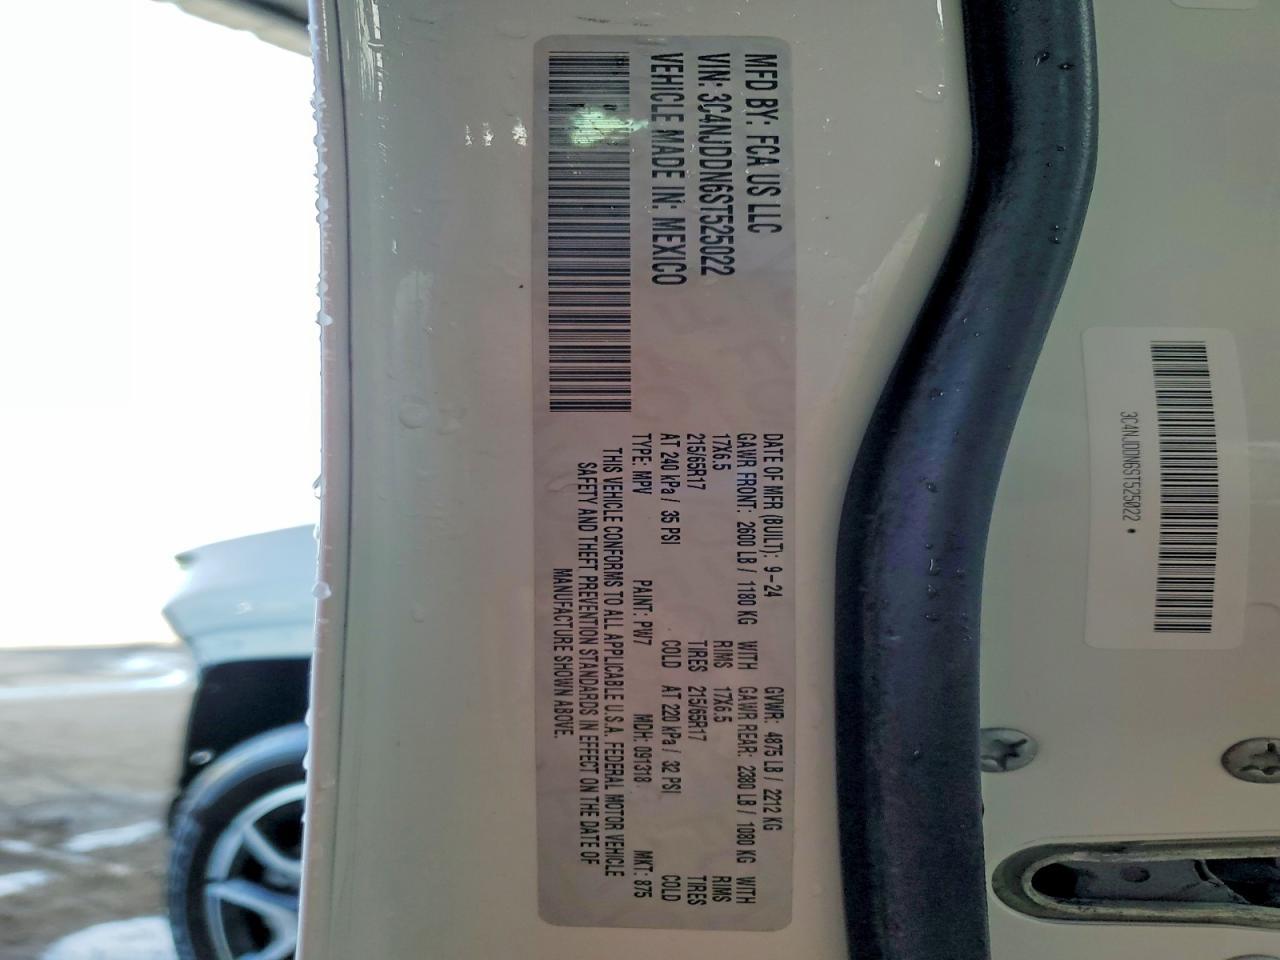 MFD BY: FCA US LLC
VIN: 3C4NJDDN6ST525022
VEHICLE MADE IN: MEXICO
DATE OF MFR (BUILT): 9-24 GVWR: 4875 LB / 2212 KG
GAWR FRONT: 2600 LB / 1180 KG WITH GAWR REAR: 2380 LB / 1080 KG WITH
17X6.5 RIMS 17X6.5 RIMS
215/65R17 TIRES 215/65R17 TIRES
AT 240 kPa / 35 PSI COLD AT 220 kPa / 32 PSI COLD
TYPE: MPV PAINT: PW7 MDH: 091318 MKT: 875
THIS VEHICLE CONFORMS TO ALL APPLICABLE U.S.A. FEDERAL MOTOR VEHICLE
SAFETY AND THEFT PREVENTION STANDARDS IN EFFECT ON THE DATE OF
MANUFACTURE SHOWN ABOVE.
3C4NJDDN6ST525022 *